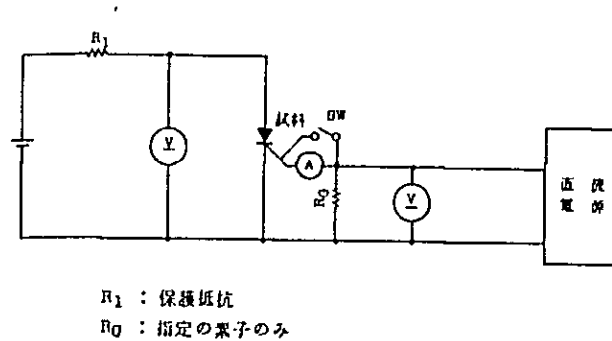 R1
V
試料
SW
A
RG
V
直流
電源
R1 : 保護抵抗
RG : 指定の素子のみ